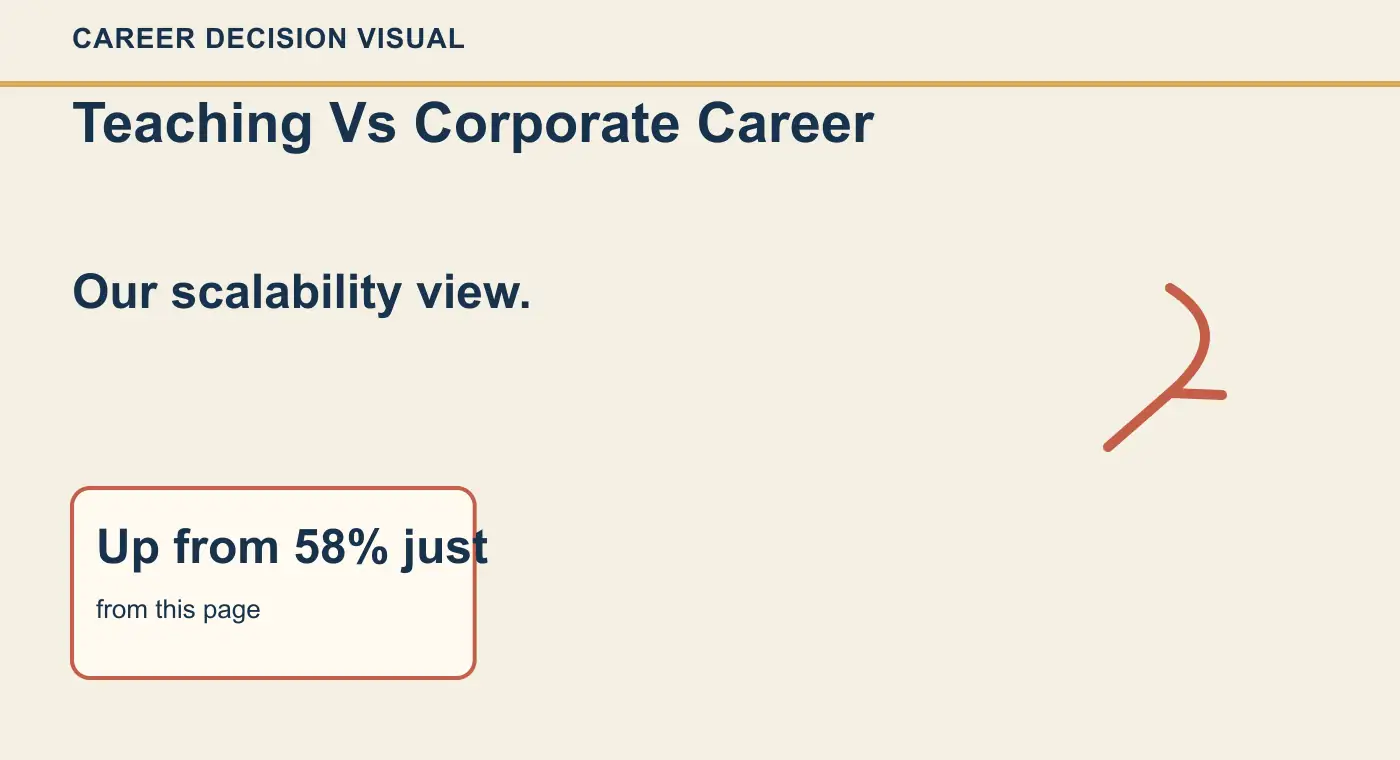 CAREER DECISION VISUAL
Teaching Vs Corporate Career
Our scalability view.
Up from 58% just
from this page